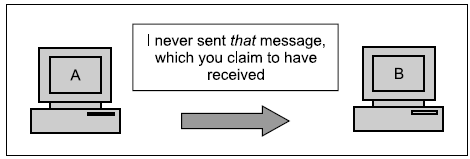 I never sent that message,
which you claim to have
received
A
B